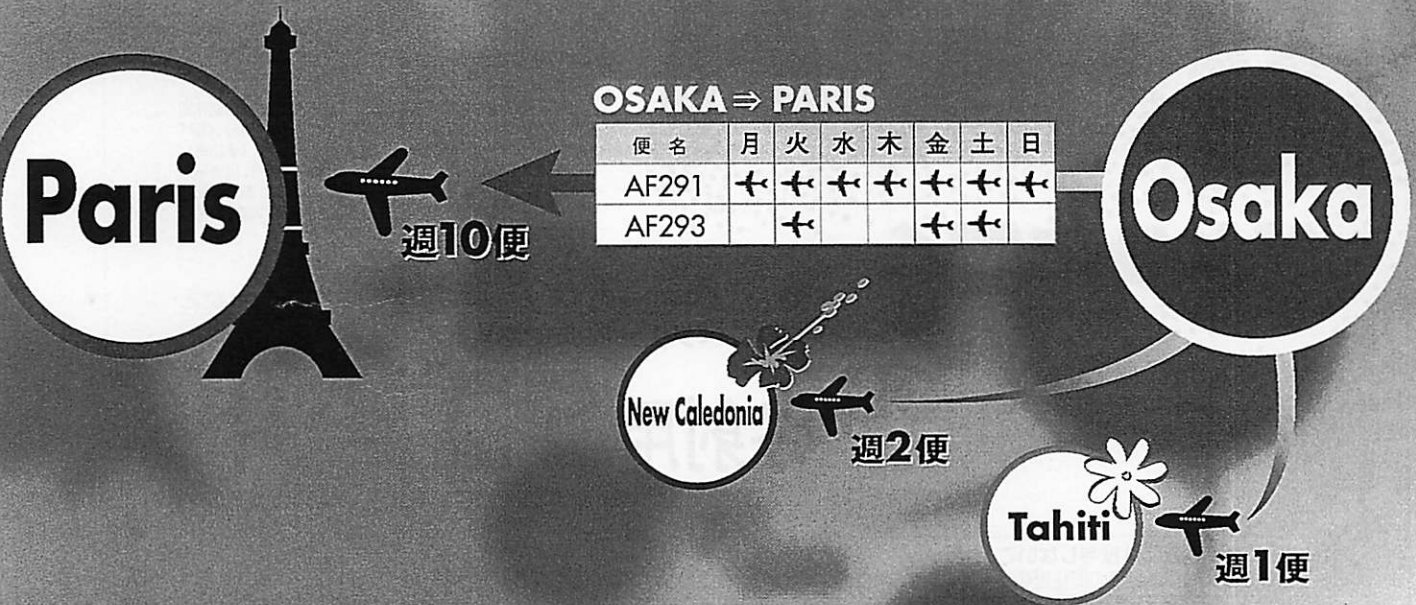 Paris
週10便
OSAKA ⇒ PARIS
便名 月 火 水 木 金 土 日
AF291
AF293
Osaka
New Caledonia
週2便
Tahiti
週1便